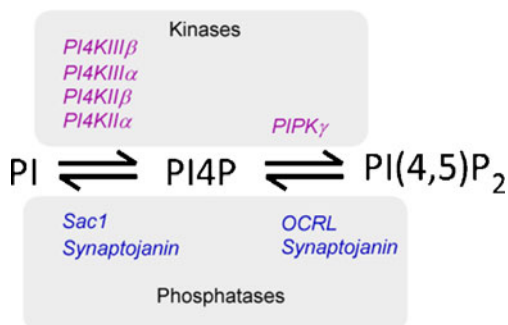 Kinases
PI4KIIIβ
PI4KIIIα
PI4KIIβ
PI4KIIα
PIPKγ
PI ⇌ PI4P ⇌ PI(4,5)P₂
Sac1 OCRL
Synaptojanin Synaptojanin
Phosphatases